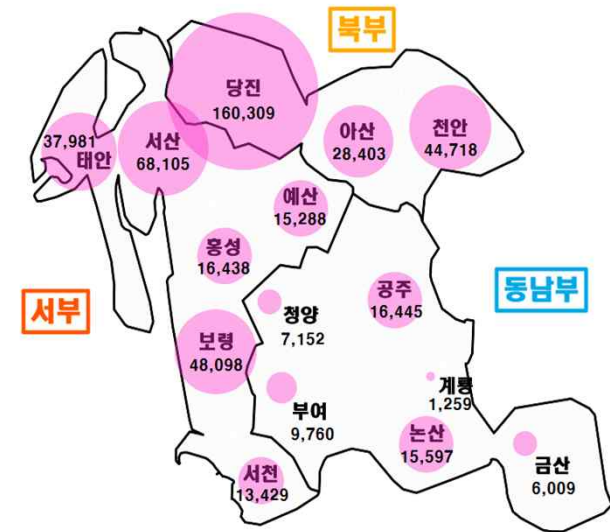 북부
당진
160,309
천안
44,718
아산
28,403
37,981
태안
서산
68,105
예산
15,288
홍성
16,438
서부
보령
48,098
청양
7,152
공주
16,445
동남부
부여
9,760
계룡
1,259
논산
15,597
금산
6,009
서천
13,429